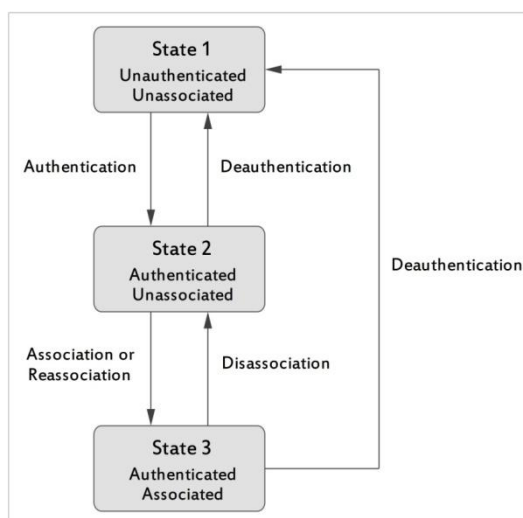 State 1
Unauthenticated
Unassociated
Authentication
Deauthentication
State 2
Authenticated
Unassociated
Deauthentication
Association or
Reassociation
Disassociation
State 3
Authenticated
Associated